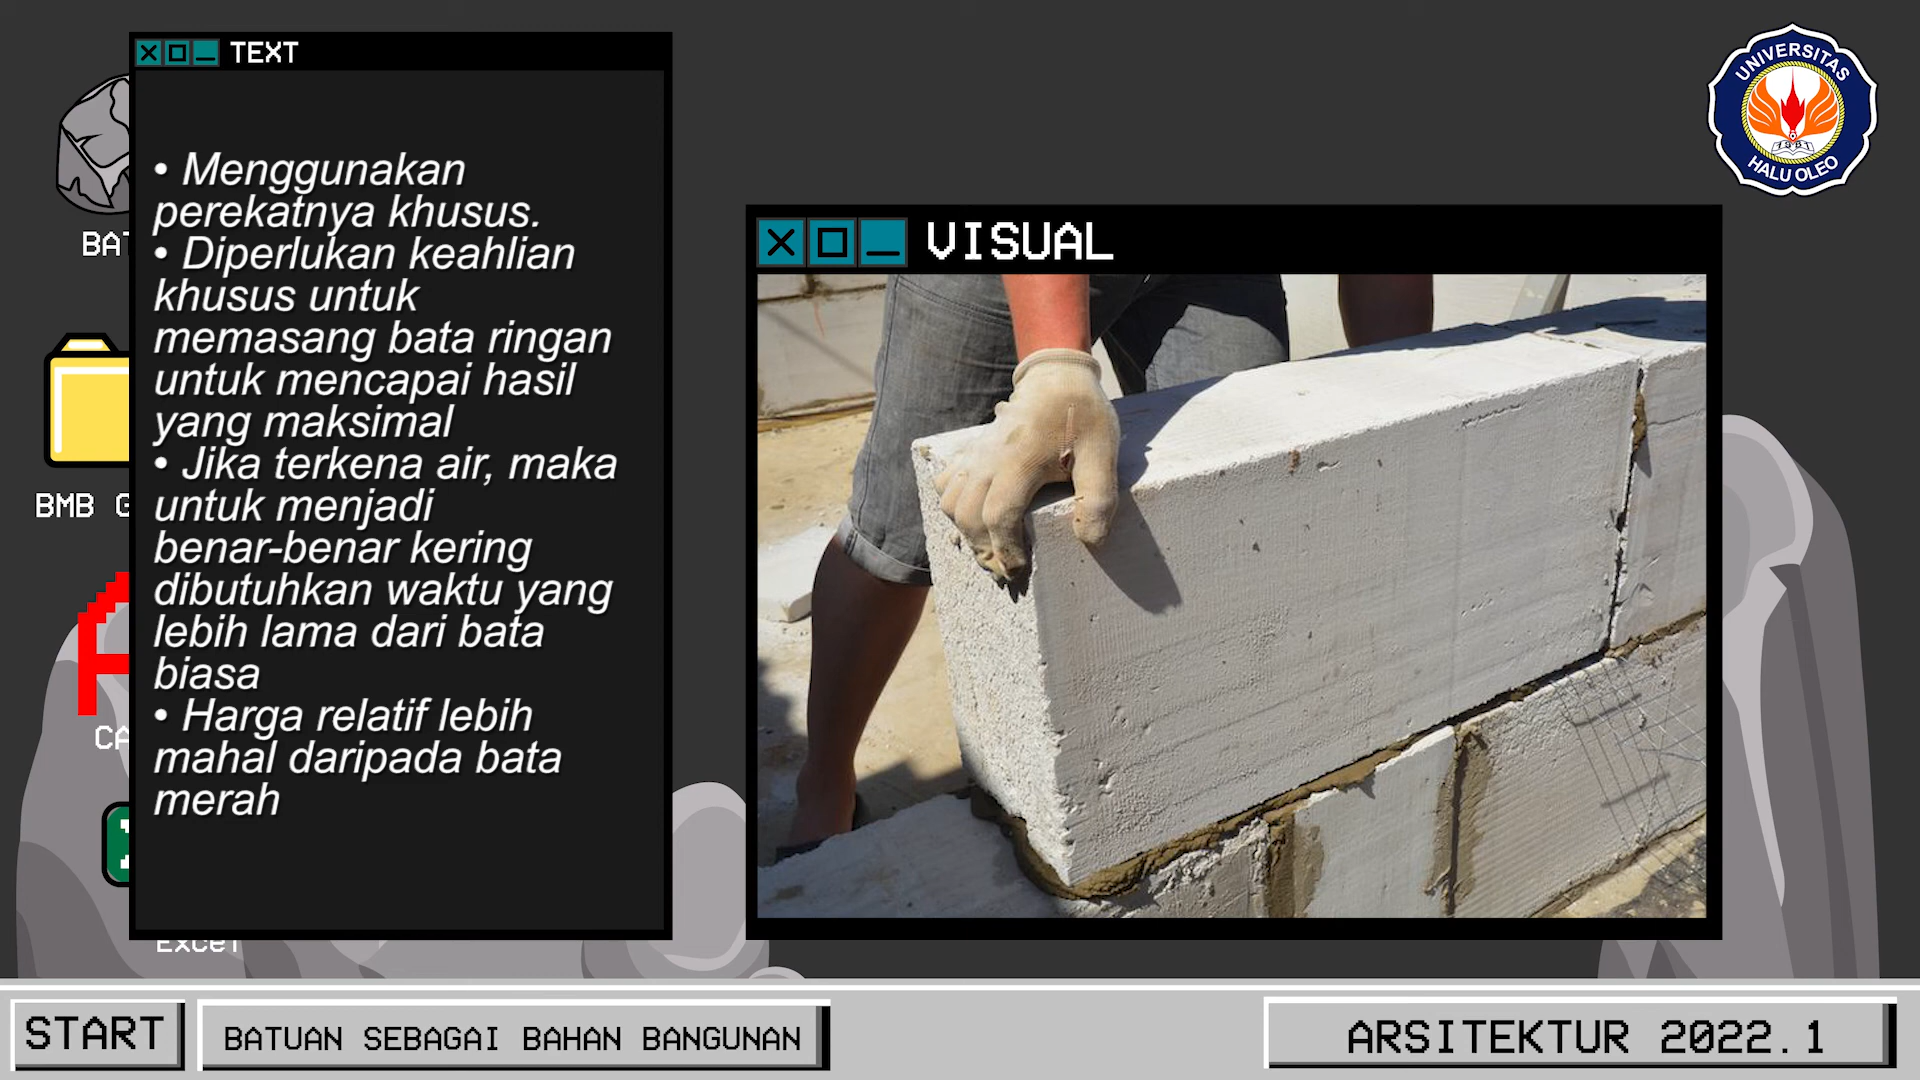 TEXT
• Menggunakan
perekatnya khusus.
• Diperlukan keahlian
khusus untuk
memasang bata ringan
untuk mencapai hasil
yang maksimal
• Jika terkena air, maka
untuk menjadi
benar-benar kering
dibutuhkan waktu yang
lebih lama dari bata
biasa
• Harga relatif lebih
mahal daripada bata
merah
VISUAL
UNIVERSITAS
1981
HALU OLEO
BMB
Excel
START
BATUAN SEBAGAI BAHAN BANGUNAN
ARSITEKTUR 2022.1